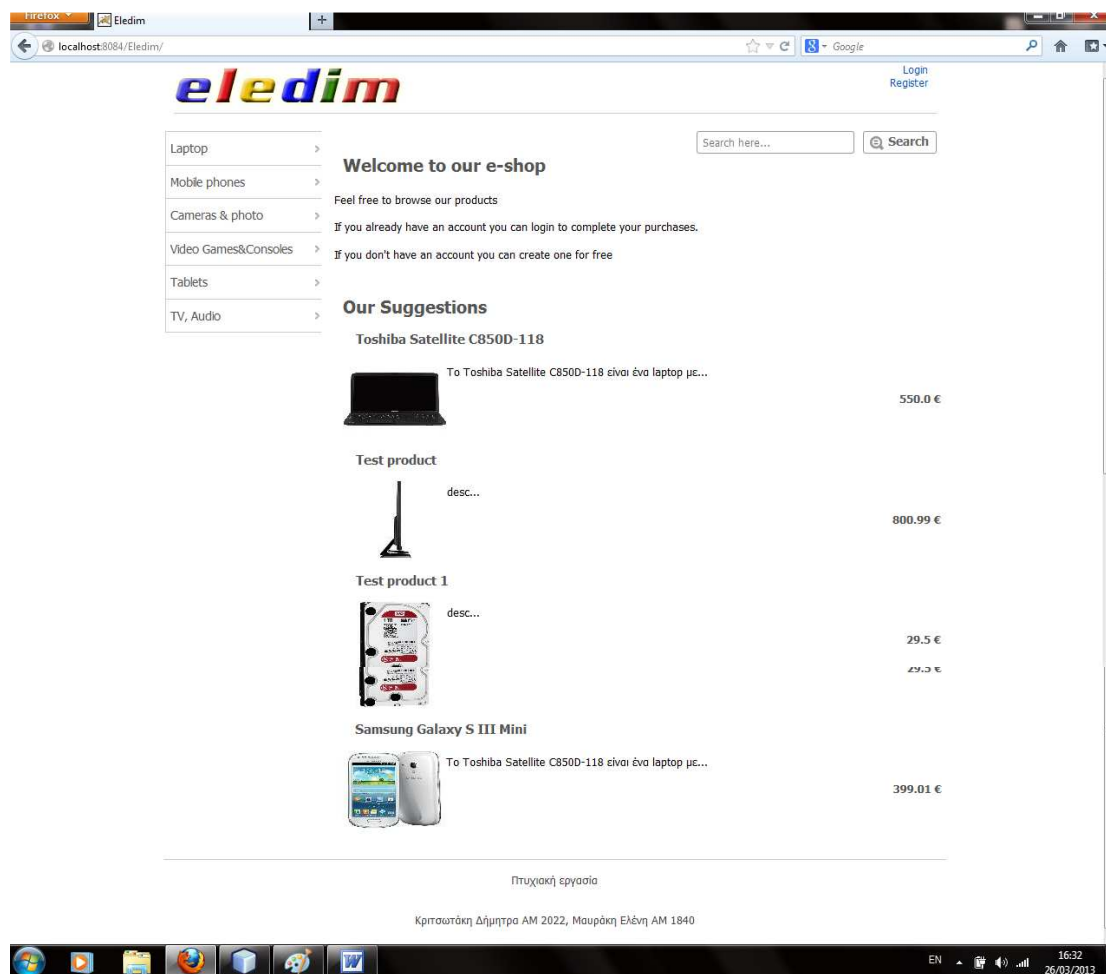 Firefox
Eledim
localhost:8084/Eledim/
Google
eledim
Login
Register
Laptop
Mobile phones
Cameras & photo
Video Games&Consoles
Tablets
TV, Audio
Search here...
Search
Welcome to our e-shop
Feel free to browse our products
If you already have an account you can login to complete your purchases.
If you don't have an account you can create one for free
Our Suggestions
Toshiba Satellite C850D-118
Το Toshiba Satellite C850D-118 είναι ένα laptop με...
550.0 €
Test product
desc...
800.99 €
Test product 1
desc...
29.5 €
29.5 €
Samsung Galaxy S III Mini
Το Toshiba Satellite C850D-118 είναι ένα laptop με...
399.01 €
Πτυχιακή εργασία
Κριτσωτάκη Δήμητρα ΑΜ 2022, Μαυράκη Ελένη ΑΜ 1840
EN
16:32
26/03/2013